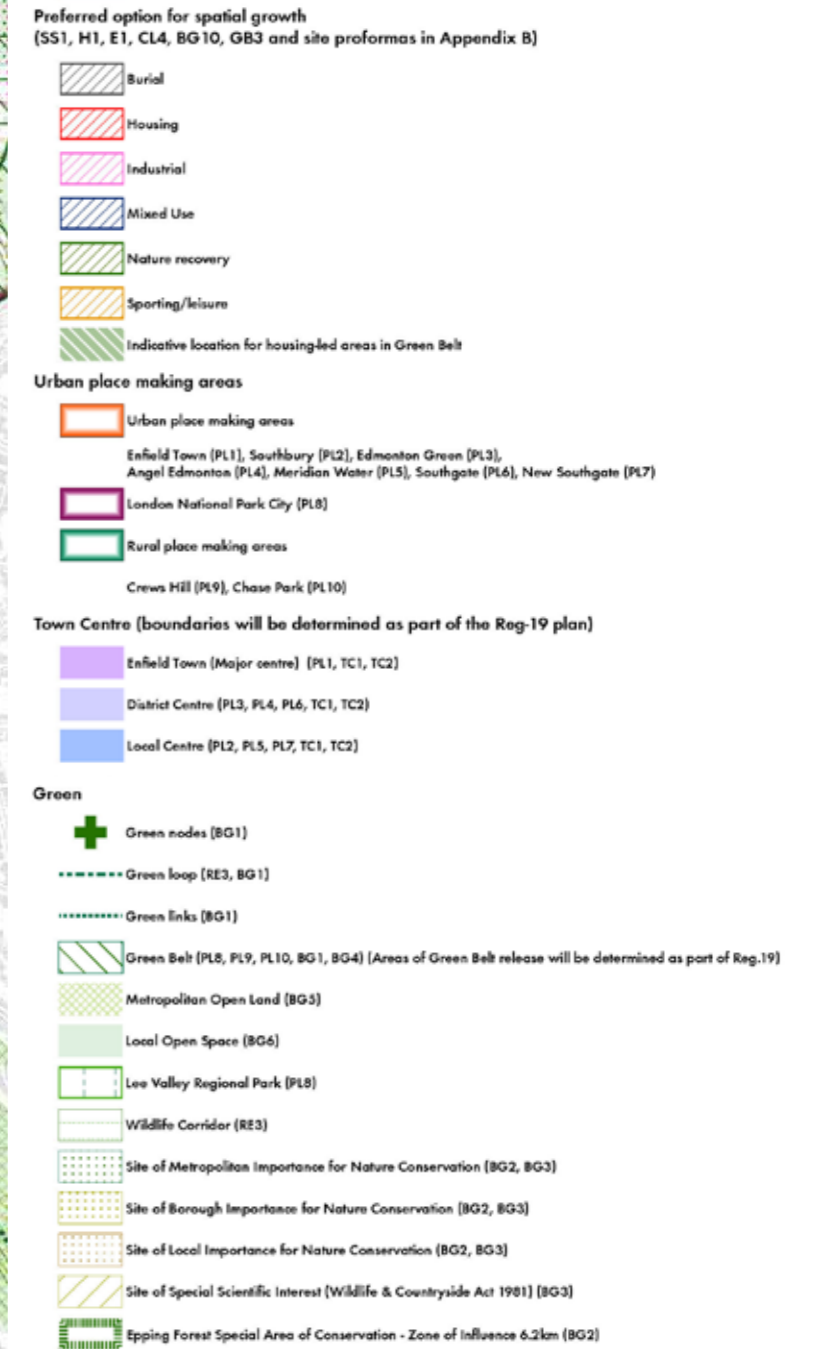 Preferred option for spatial growth
(SS1, H1, E1, CL4, BG10, GB3 and site proformas in Appendix B)
Burial
Housing
Industrial
Mixed Use
Nature recovery
Sporting/leisure
Indicative location for housing-led areas in Green Belt
Urban place making areas
Urban place making areas
Enfield Town (PL1), Southbury (PL2), Edmonton Green (PL3),
Angel Edmonton (PL4), Meridian Water (PL5), Southgate (PL6), New Southgate (PL7)
London National Park City (PL8)
Rural place making areas
Crews Hill (PL9), Chase Park (PL10)
Town Centre (boundaries will be determined as part of the Reg-19 plan)
Enfield Town (Major centre) (PL1, TC1, TC2)
District Centre (PL3, PL4, PL6, TC1, TC2)
Local Centre (PL2, PL5, PL7, TC1, TC2)
Green
Green nodes (BG1)
Green loop (RE3, BG1)
Green links (BG1)
Green Belt (PL8, PL9, PL10, BG1, BG4) (Areas of Green Belt release will be determined as part of Reg.19)
Metropolitan Open Land (BG5)
Local Open Space (BG6)
Lee Valley Regional Park (PL8)
Wildlife Corridor (RE3)
Site of Metropolitan Importance for Nature Conservation (BG2, BG3)
Site of Borough Importance for Nature Conservation (BG2, BG3)
Site of Local Importance for Nature Conservation (BG2, BG3)
Site of Special Scientific Interest (Wildlife & Countryside Act 1981) (BG3)
Epping Forest Special Area of Conservation - Zone of Influence 6.2km (BG2)